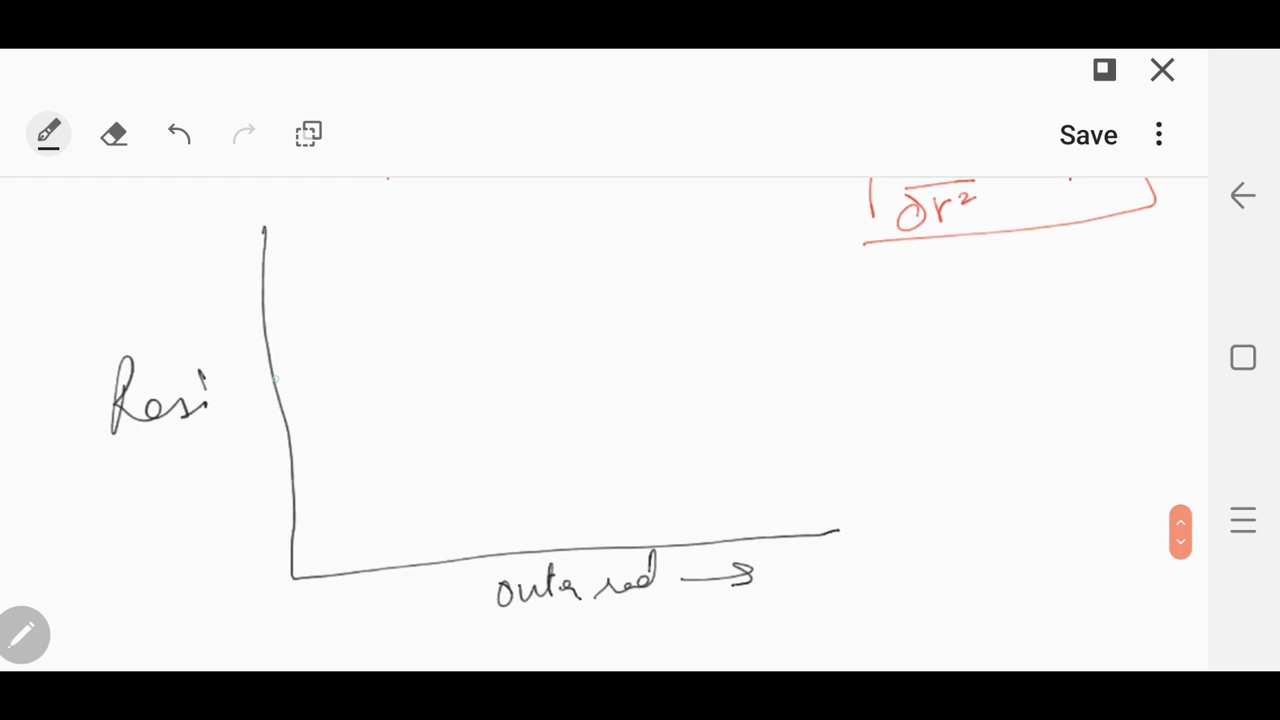 Save
∂r²
Resi
outer rad →